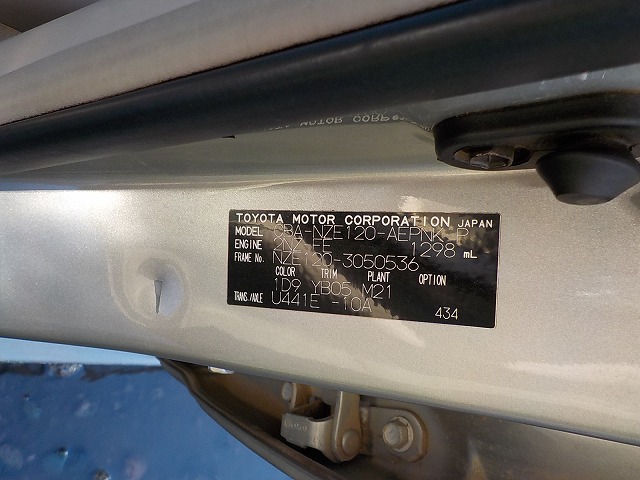 TOYOTA MOTOR CORPORATION JAPAN
MODEL CBA-NZE120-AEPNK-P
ENGINE 2NZ-FE 1298 mL
FRAME No. NZE120-3050536
COLOR TRIM PLANT OPTION
1D9 YB05 M21
TRANS./AXLE U441E -10A
434